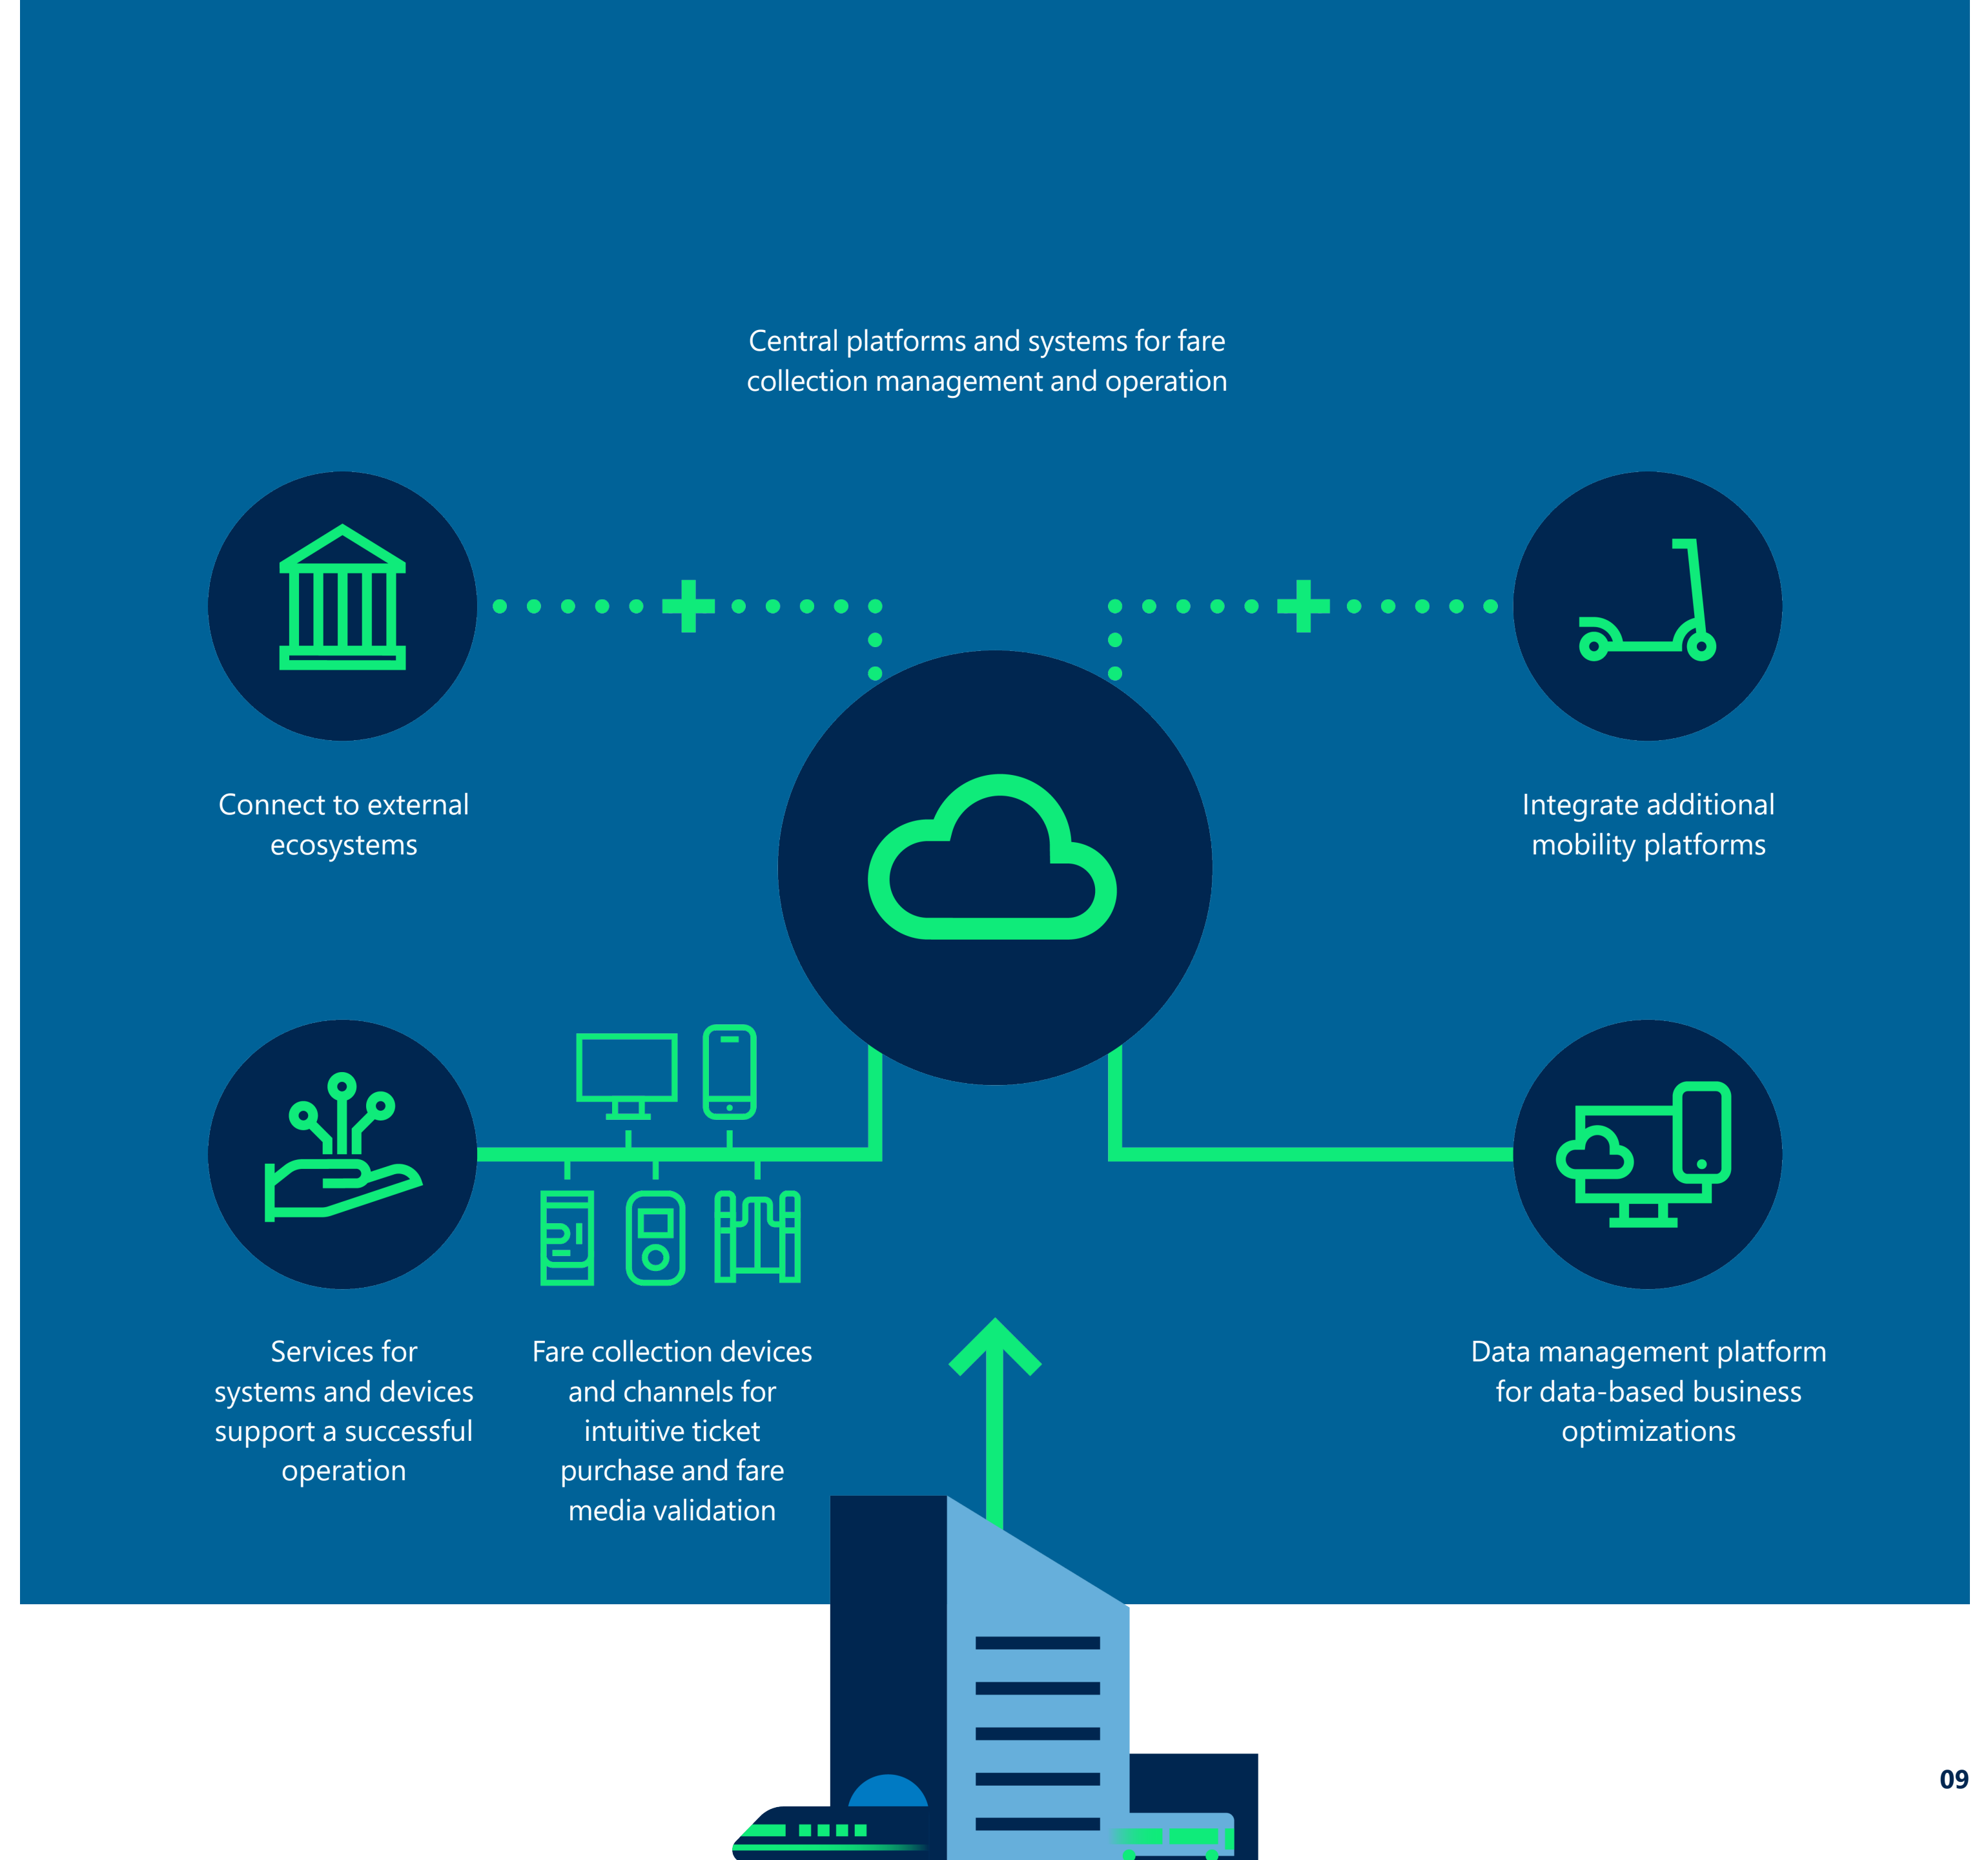 Central platforms and systems for fare
collection management and operation
Connect to external
ecosystems
Integrate additional
mobility platforms
Services for
systems and devices
support a successful
operation
Fare collection devices
and channels for
intuitive ticket
purchase and fare
media validation
Data management platform
for data-based business
optimizations
09